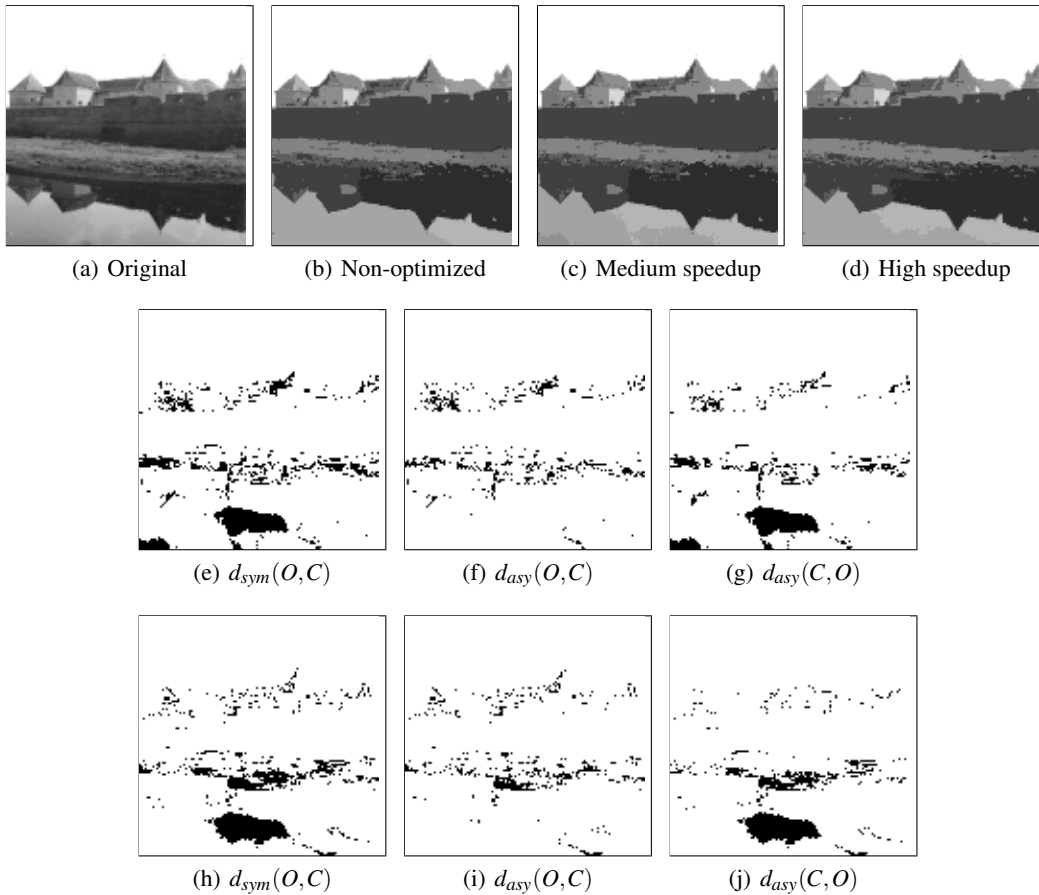 (a) Original
(b) Non-optimized
(c) Medium speedup
(d) High speedup
(e) d_sym(O,C)
(f) d_asy(O,C)
(g) d_asy(C,O)
(h) d_sym(O,C)
(i) d_asy(O,C)
(j) d_asy(C,O)